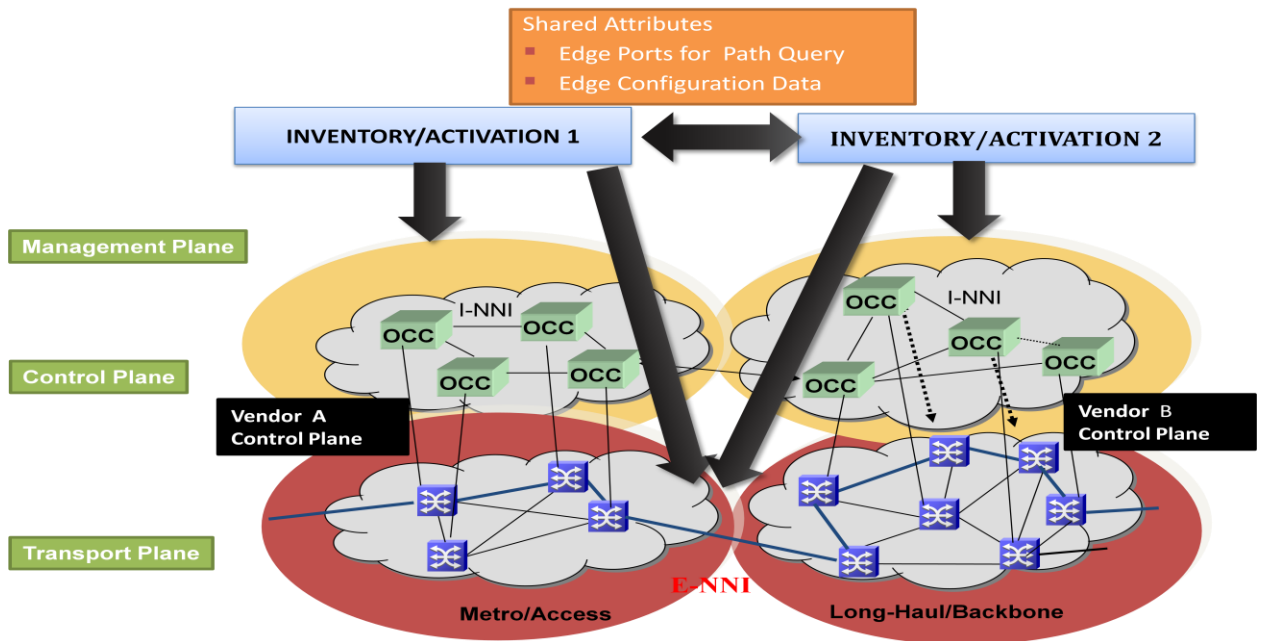 Shared Attributes
▪ Edge Ports for Path Query
▪ Edge Configuration Data
INVENTORY/ACTIVATION 1
INVENTORY/ACTIVATION 2
Management Plane
I-NNI
OCC
OCC
OCC
OCC
I-NNI
OCC
OCC
OCC
OCC
Control Plane
Vendor A
Control Plane
Vendor B
Control Plane
Transport Plane
E-NNI
Metro/Access
Long-Haul/Backbone